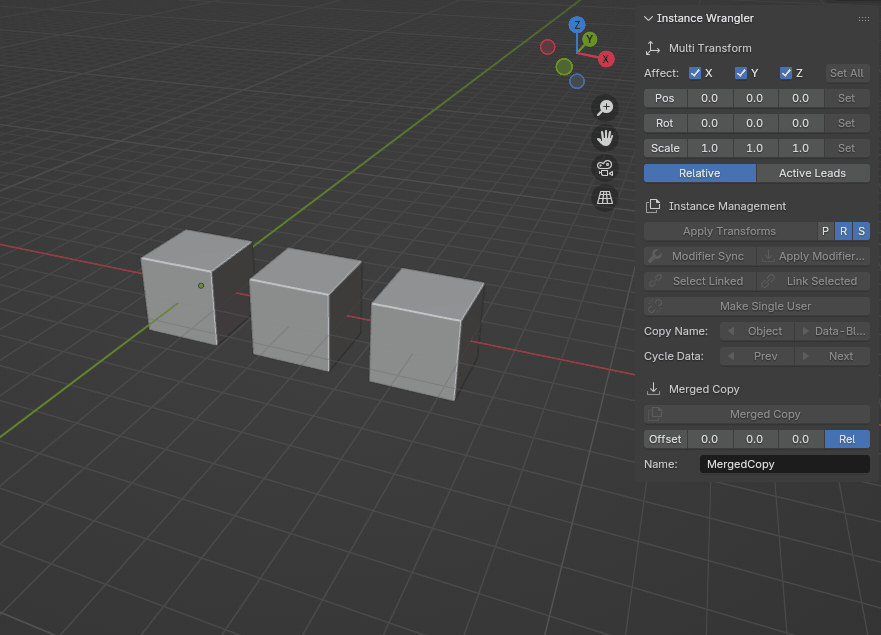 Z
Y
X
Instance Wrangler
Multi Transform
Affect: X Y Z Set All
Pos 0.0 0.0 0.0 Set
Rot 0.0 0.0 0.0 Set
Scale 1.0 1.0 1.0 Set
Relative Active Leads
Instance Management
Apply Transforms P R S
Modifier Sync Apply Modifier...
Select Linked Link Selected
Make Single User
Copy Name: Object Data-Bl...
Cycle Data: Prev Next
Merged Copy
Merged Copy
Offset 0.0 0.0 0.0 Rel
Name: MergedCopy